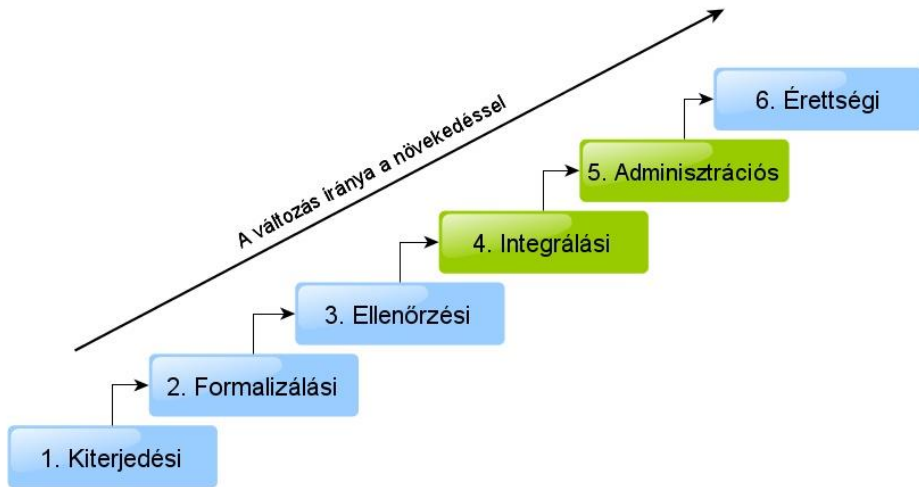 A változás iránya a növekedéssel
6. Érettségi
5. Adminisztrációs
4. Integrálási
3. Ellenőrzési
2. Formalizálási
1. Kiterjedési